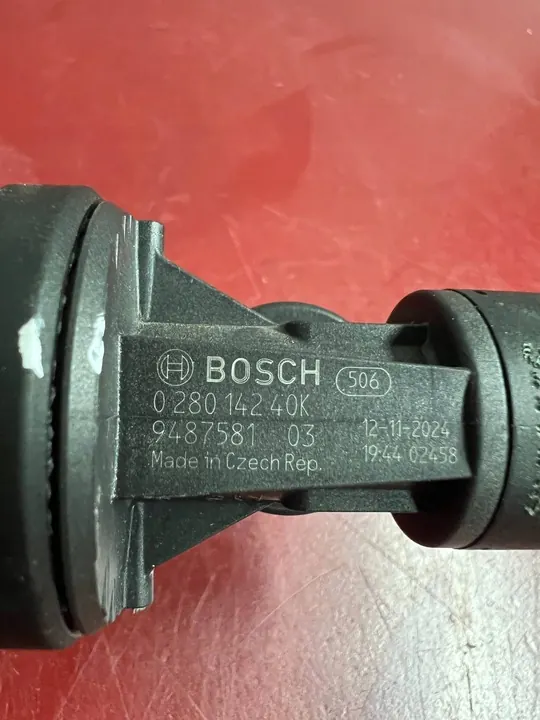 BOSCH 506
0 280 142 40K
9487581 03 12-11-2024
Made in Czech Rep. 19:44 02458